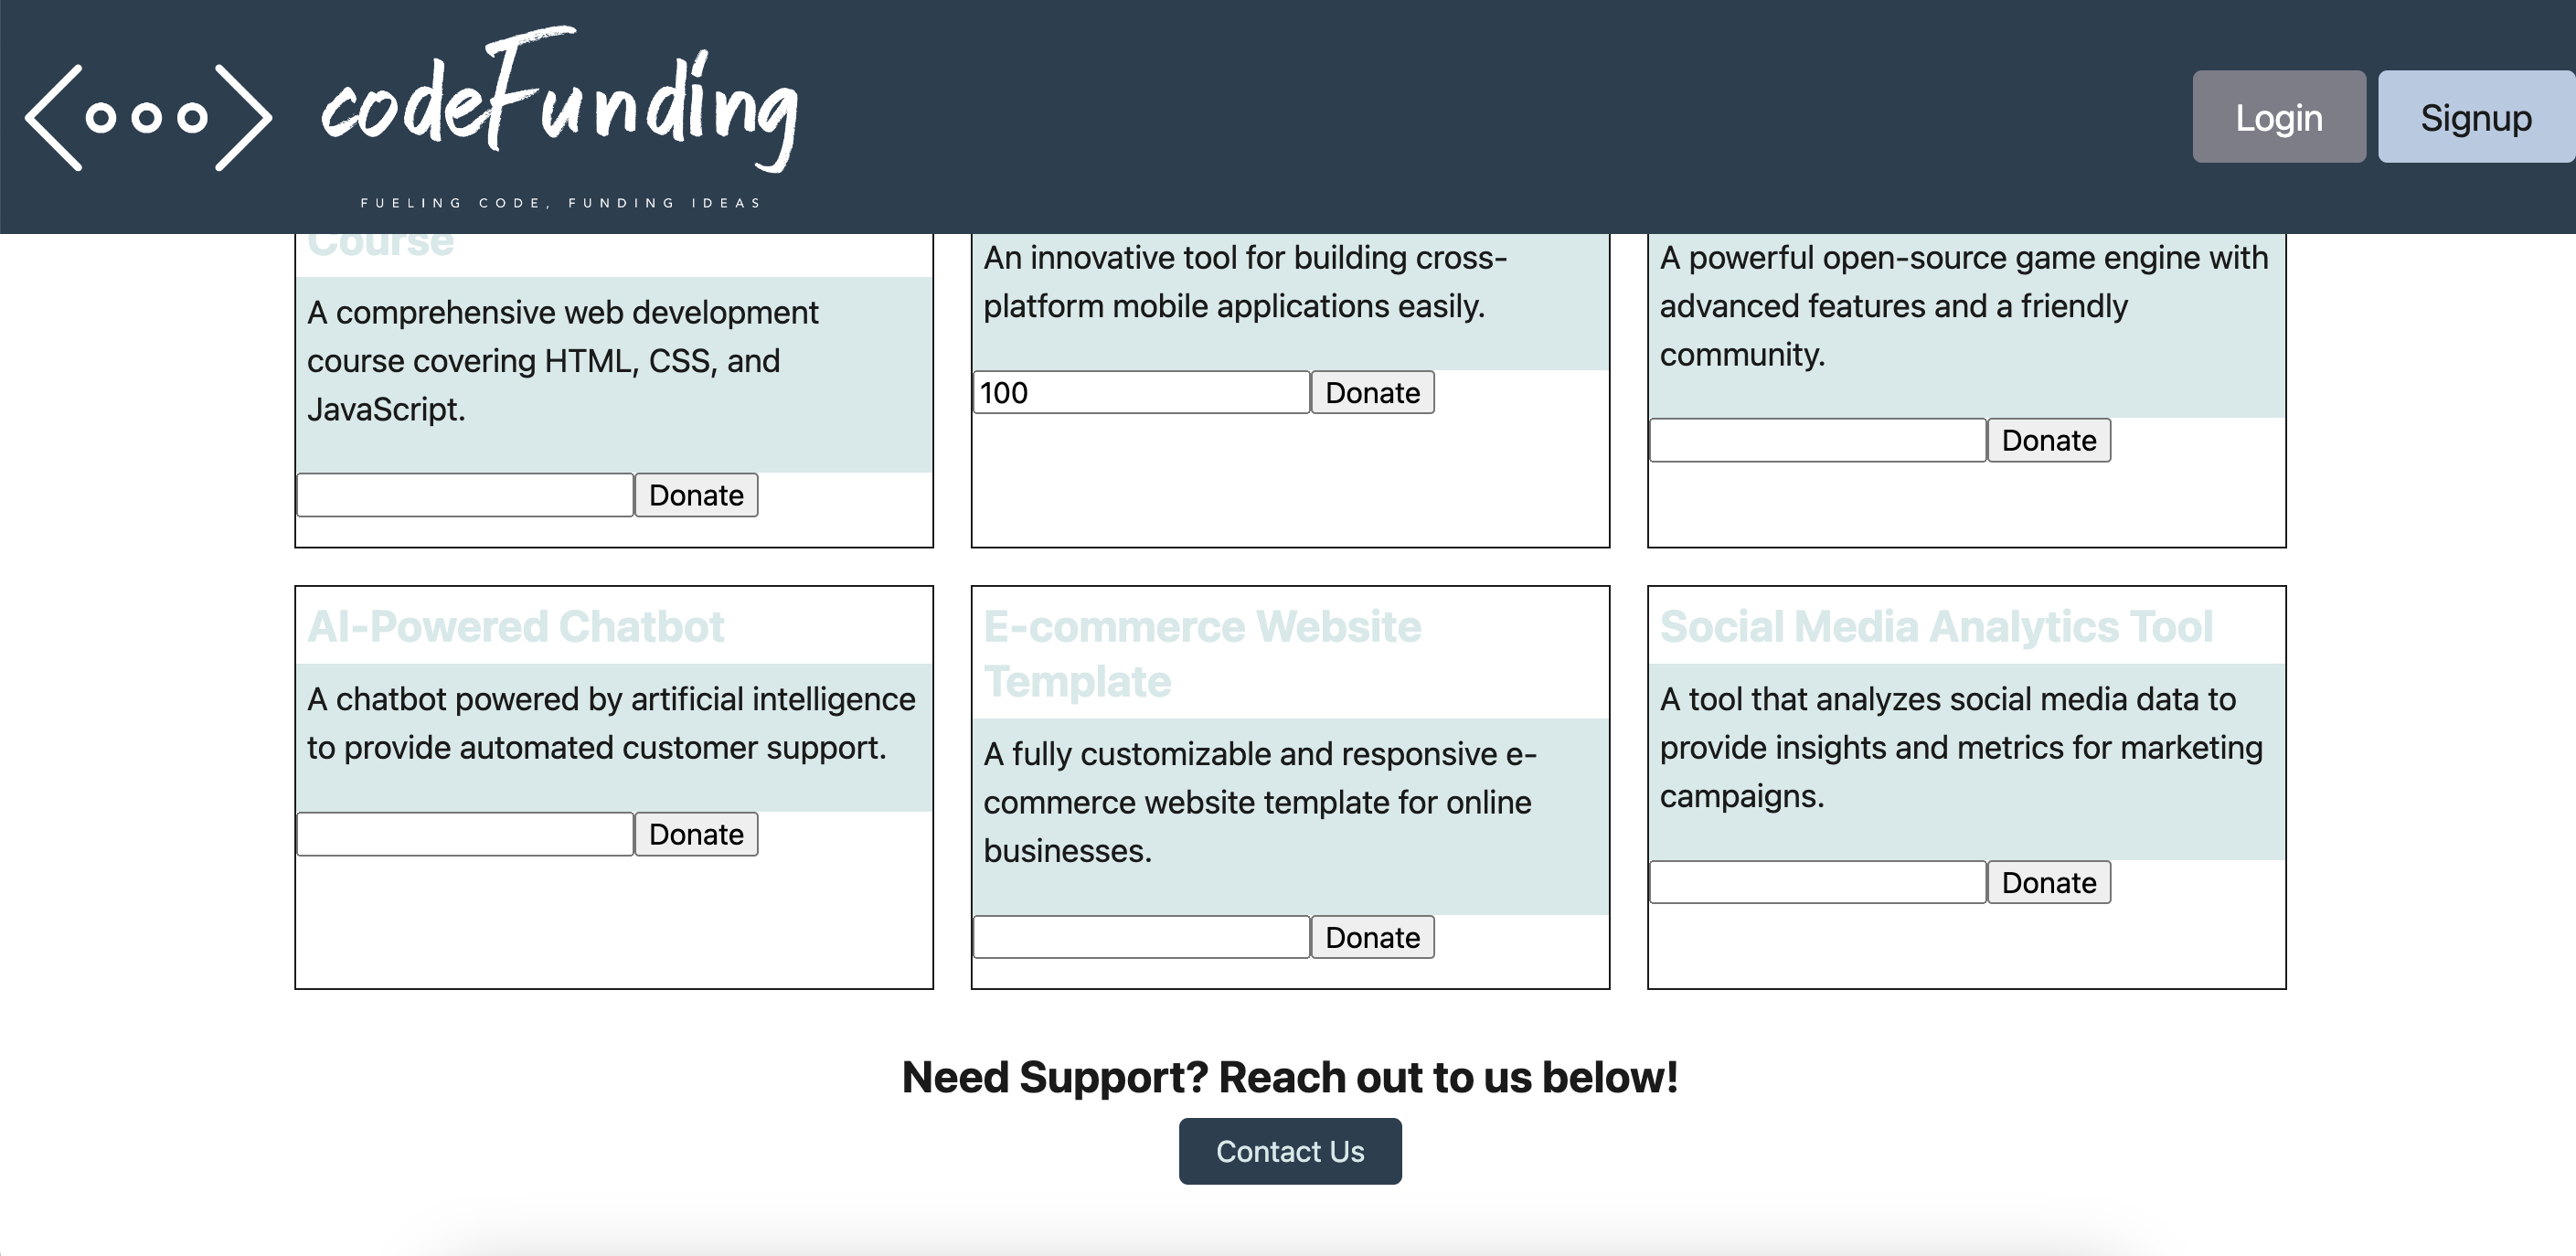 codeFunding
FUELING CODE, FUNDING IDEAS
Login
Signup
Course
A comprehensive web development
course covering HTML, CSS, and
JavaScript.
Donate
An innovative tool for building cross-
platform mobile applications easily.
100
Donate
A powerful open-source game engine with
advanced features and a friendly
community.
Donate
AI-Powered Chatbot
A chatbot powered by artificial intelligence
to provide automated customer support.
Donate
E-commerce Website
Template
A fully customizable and responsive e-
commerce website template for online
businesses.
Donate
Social Media Analytics Tool
A tool that analyzes social media data to
provide insights and metrics for marketing
campaigns.
Donate
Need Support? Reach out to us below!
Contact Us